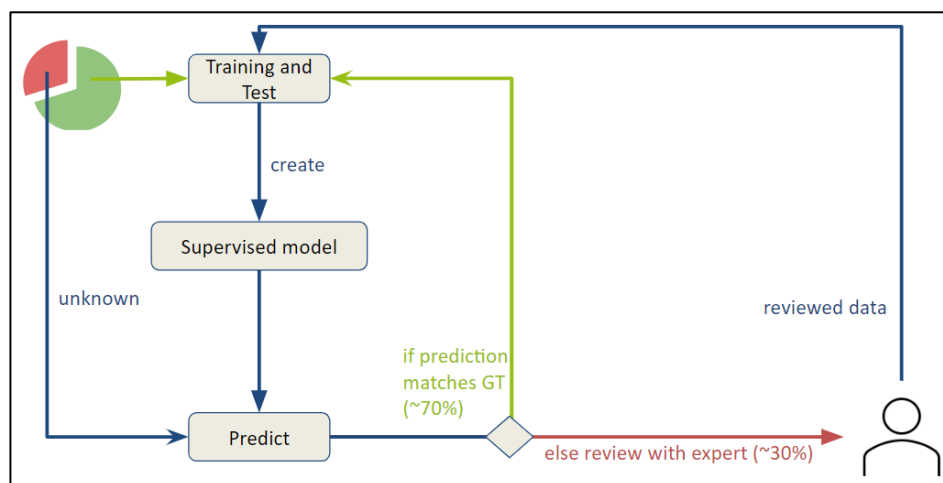 Training and
Test
create
Supervised model
unknown
reviewed data
if prediction
matches GT
(~70%)
Predict
else review with expert (~30%)